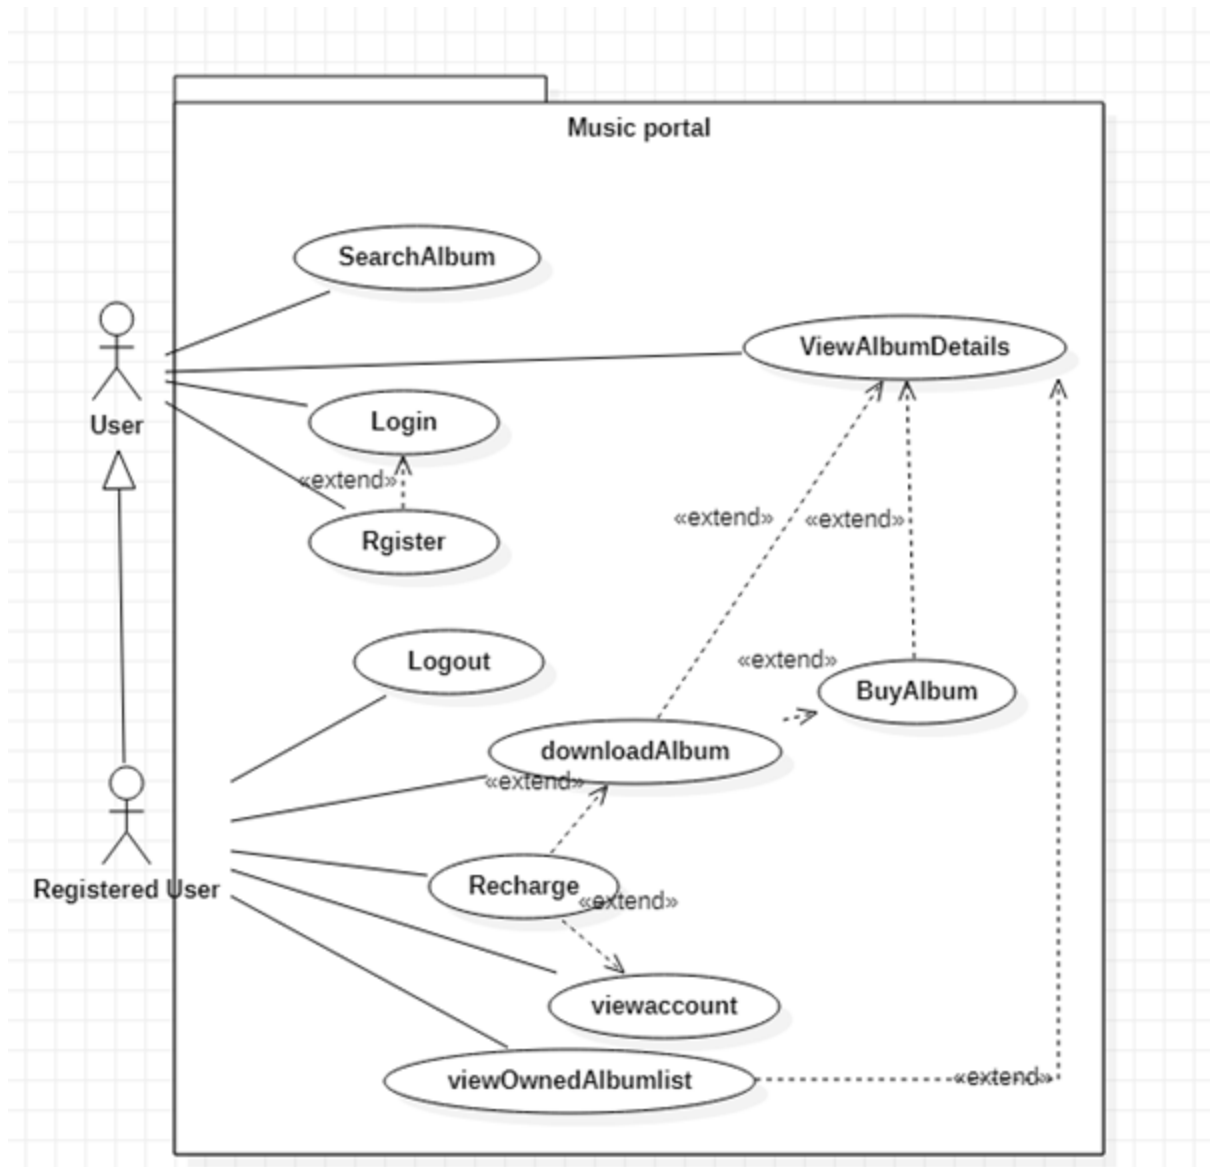 Music portal
SearchAlbum
ViewAlbumDetails
Login
User
«extend»
Rgister
«extend»
«extend»
Logout
«extend»
BuyAlbum
downloadAlbum
«extend»
Recharge
Registered User
«extend»
viewaccount
viewOwnedAlbumlist
«extend»